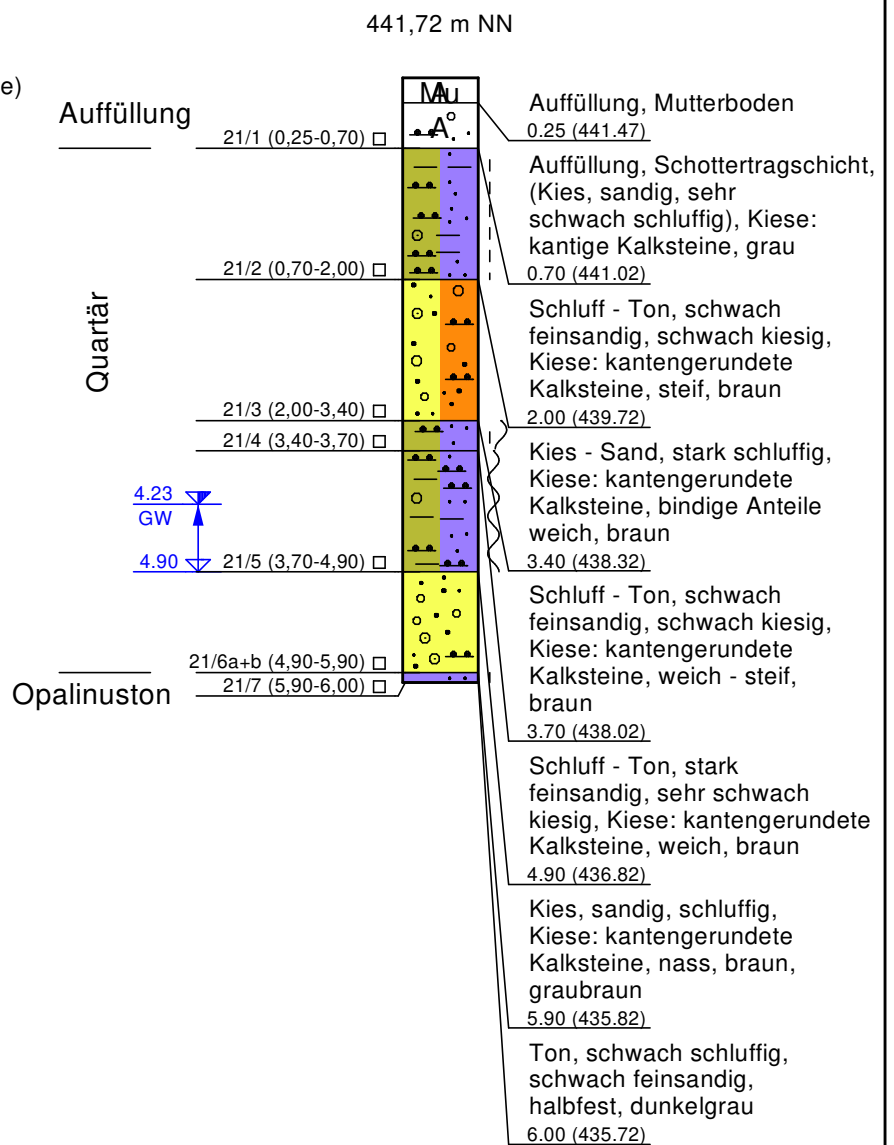 441,72 m NN
e)
Auffüllung
Quartär
Opalinuston
21/1 (0,25-0,70)
21/2 (0,70-2,00)
21/3 (2,00-3,40)
21/4 (3,40-3,70)
4.23
GW
4.90
21/5 (3,70-4,90)
21/6a+b (4,90-5,90)
21/7 (5,90-6,00)
Mu
A
A
Auffüllung, Mutterboden
0.25 (441.47)
Auffüllung, Schottertragschicht,
(Kies, sandig, sehr
schwach schluffig), Kiese:
kantige Kalksteine, grau
0.70 (441.02)
Schluff - Ton, schwach
feinsandig, schwach kiesig,
Kiese: kantengerundete
Kalksteine, steif, braun
2.00 (439.72)
Kies - Sand, stark schluffig,
Kiese: kantengerundete
Kalksteine, bindige Anteile
weich, braun
3.40 (438.32)
Schluff - Ton, schwach
feinsandig, schwach kiesig,
Kiese: kantengerundete
Kalksteine, weich - steif,
braun
3.70 (438.02)
Schluff - Ton, stark
feinsandig, sehr schwach
kiesig, Kiese: kantengerundete
Kalksteine, weich, braun
4.90 (436.82)
Kies, sandig, schluffig,
Kiese: kantengerundete
Kalksteine, nass, braun,
graubraun
5.90 (435.82)
Ton, schwach schluffig,
schwach feinsandig,
halbfest, dunkelgrau
6.00 (435.72)